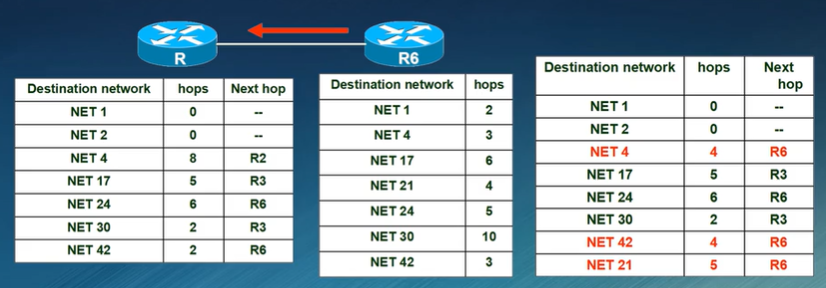 R
R6
Destination network hops Next hop
NET 1 0 --
NET 2 0 --
NET 4 8 R2
NET 17 5 R3
NET 24 6 R6
NET 30 2 R3
NET 42 2 R6
Destination network hops
NET 1 2
NET 4 3
NET 17 6
NET 21 4
NET 24 5
NET 30 10
NET 42 3
Destination network hops Next
hop
NET 1 0 --
NET 2 0 --
NET 4 4 R6
NET 17 5 R3
NET 24 6 R6
NET 30 2 R3
NET 42 4 R6
NET 21 5 R6